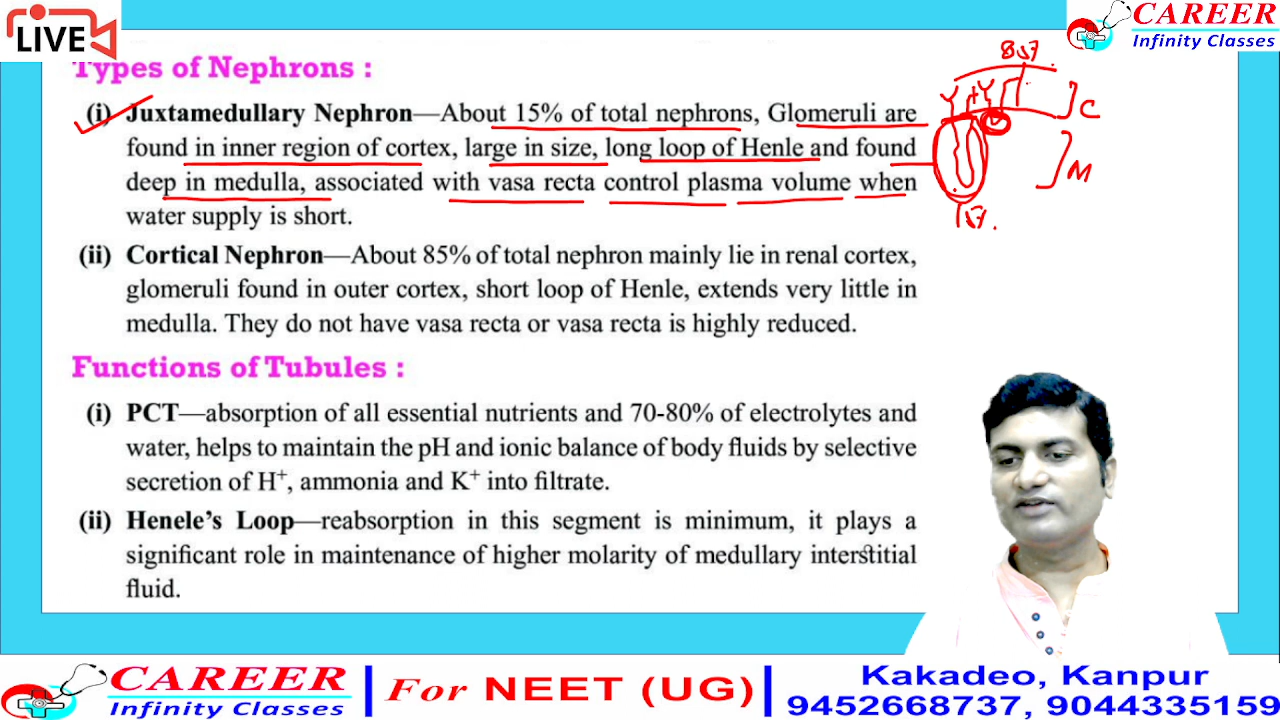 LIVE
CAREER
Infinity Classes
Types of Nephrons :
(i) Juxtamedullary Nephron—About 15% of total nephrons, Glomeruli are
found in inner region of cortex, large in size, long loop of Henle and found
deep in medulla, associated with vasa recta control plasma volume when
water supply is short.
(ii) Cortical Nephron—About 85% of total nephron mainly lie in renal cortex,
glomeruli found in outer cortex, short loop of Henle, extends very little in
medulla. They do not have vasa recta or vasa recta is highly reduced.
Functions of Tubules :
(i) PCT—absorption of all essential nutrients and 70-80% of electrolytes and
water, helps to maintain the pH and ionic balance of body fluids by selective
secretion of H⁺, ammonia and K⁺ into filtrate.
(ii) Henele's Loop—reabsorption in this segment is minimum, it plays a
significant role in maintenance of higher molarity of medullary interstitial
fluid.
C
M
CAREER
Infinity Classes
For NEET (UG)
Kakadeo, Kanpur
9452668737, 9044335159